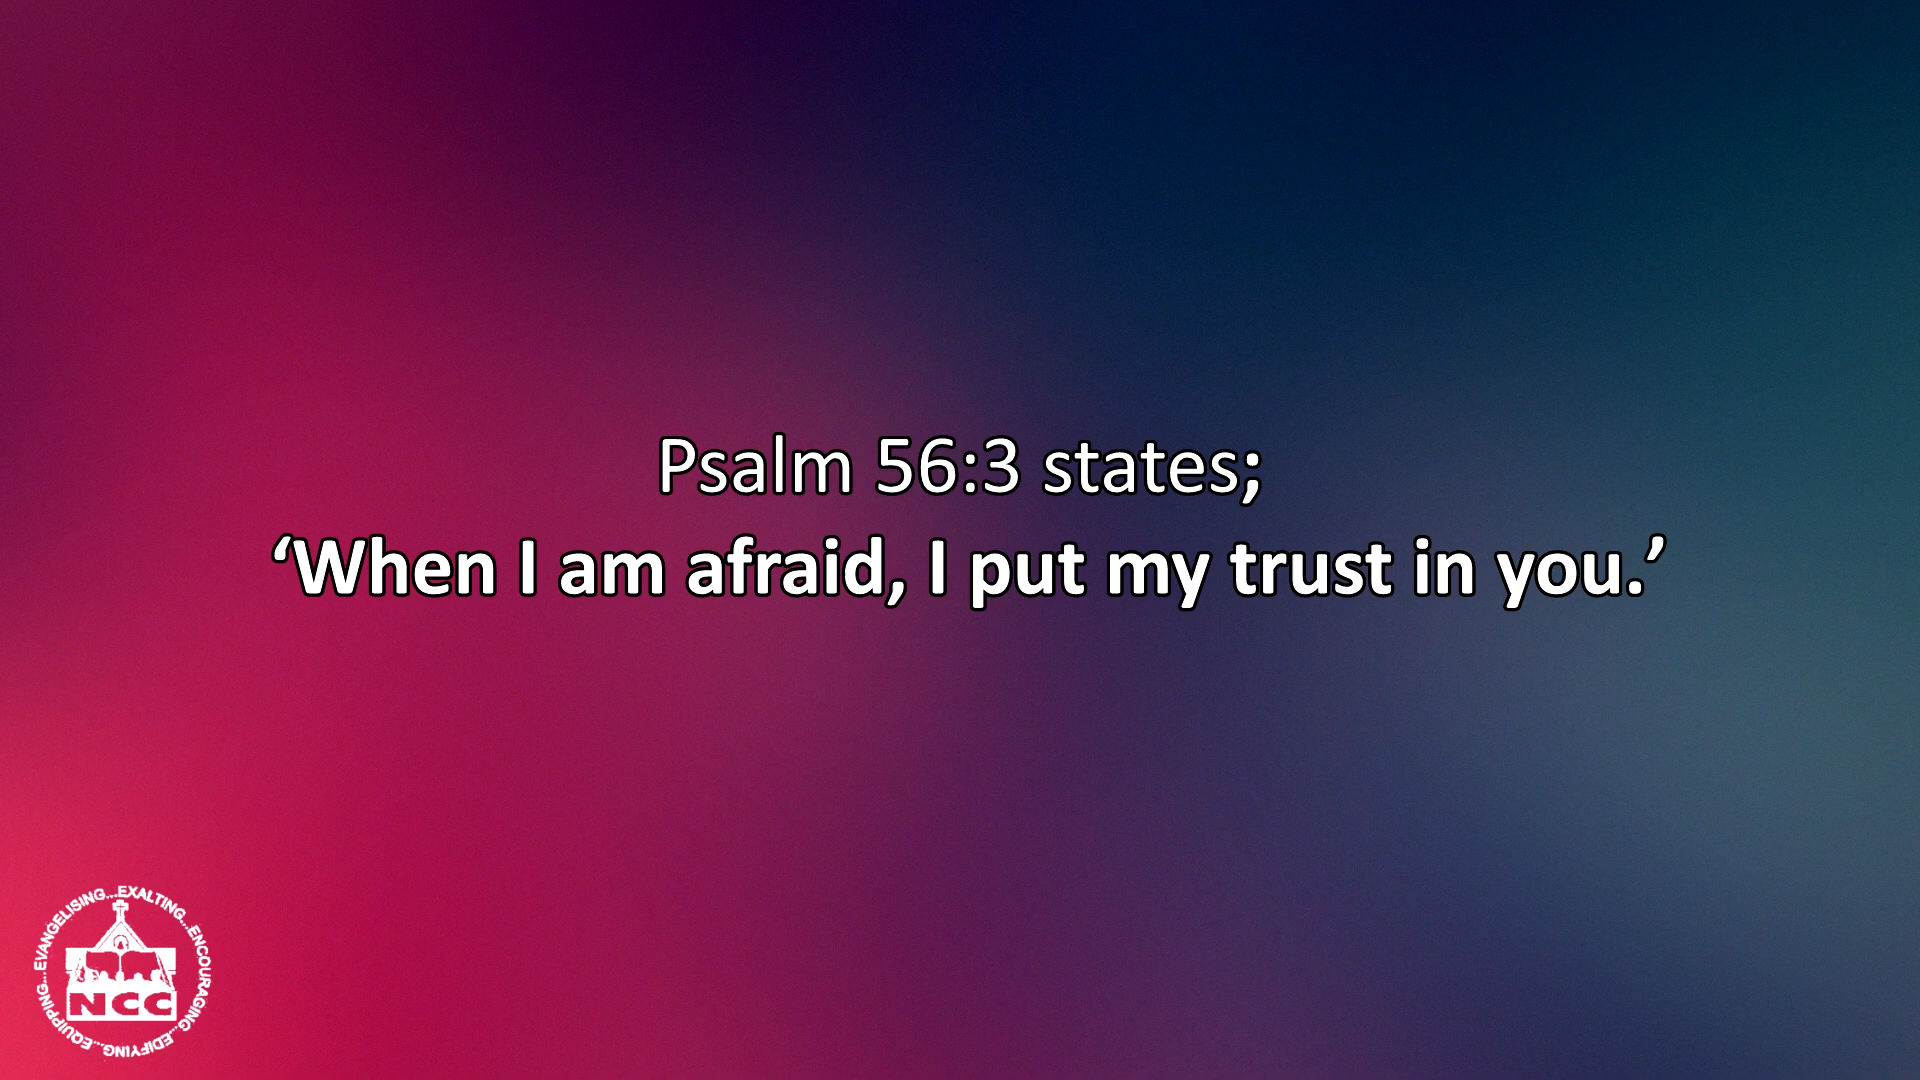 Psalm 56:3 states;
‘When I am afraid, I put my trust in you.’
EVANGELISING...EXALTING...ENCOURAGING...EDIFYING...EQUIPPING...
NCC